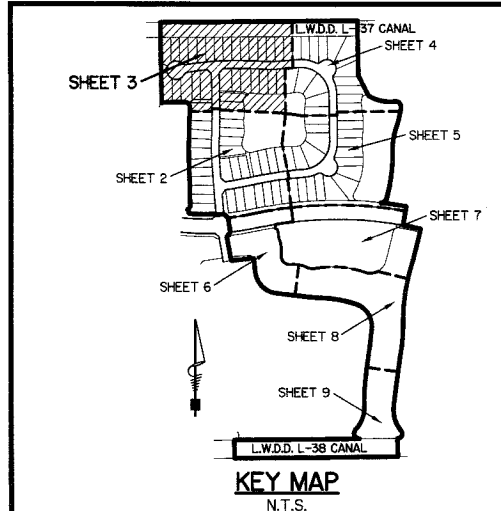 L.W.D.D. L-37 CANAL
SHEET 4
SHEET 3
SHEET 5
SHEET 2
SHEET 7
SHEET 6
SHEET 8
SHEET 9
L.W.D.D. L-38 CANAL
KEY MAP
N.T.S.